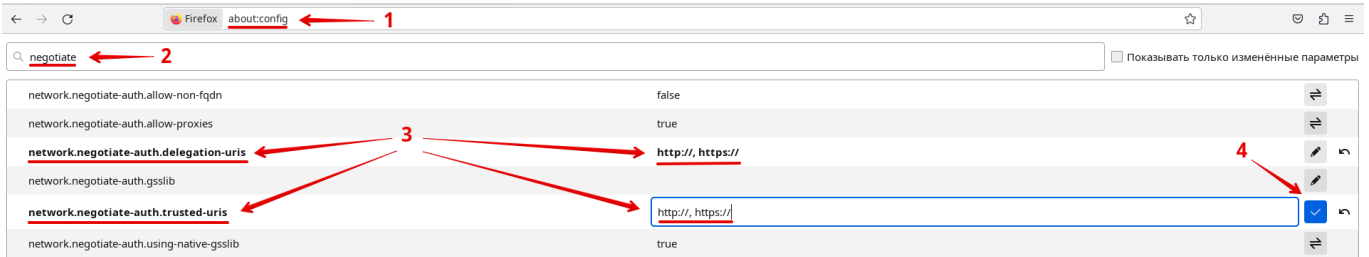 Firefox about:config 1
negotiate 2 Показывать только изменённые параметры
network.negotiate-auth.allow-non-fqdn false
network.negotiate-auth.allow-proxies true
3
network.negotiate-auth.delegation-uris http://, https:// 4
network.negotiate-auth.gsslib
network.negotiate-auth.trusted-uris http://, https://
network.negotiate-auth.using-native-gsslib true